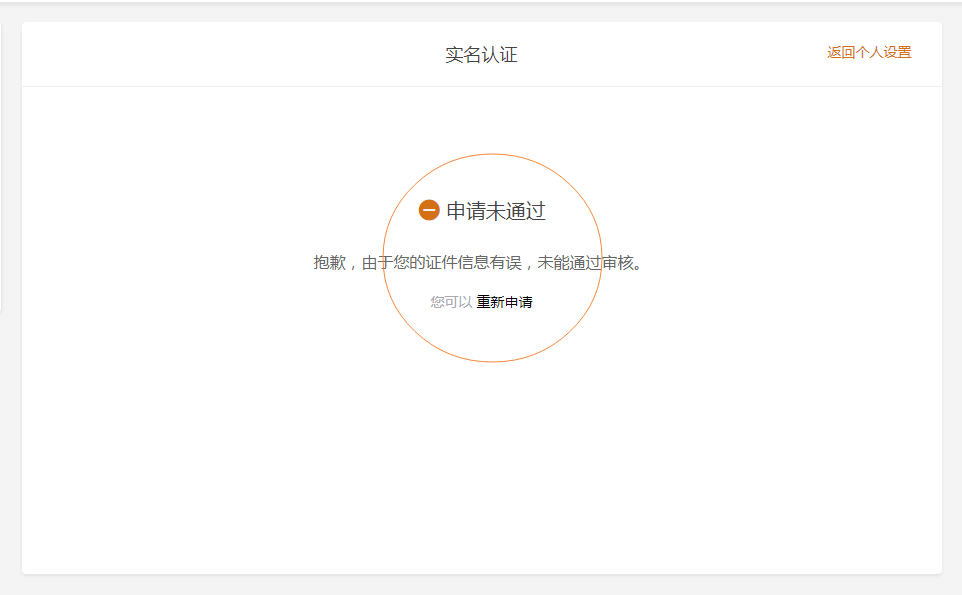 实名认证
返回个人设置
申请未通过
抱歉，由于您的证件信息有误，未能通过审核。
您可以 重新申请